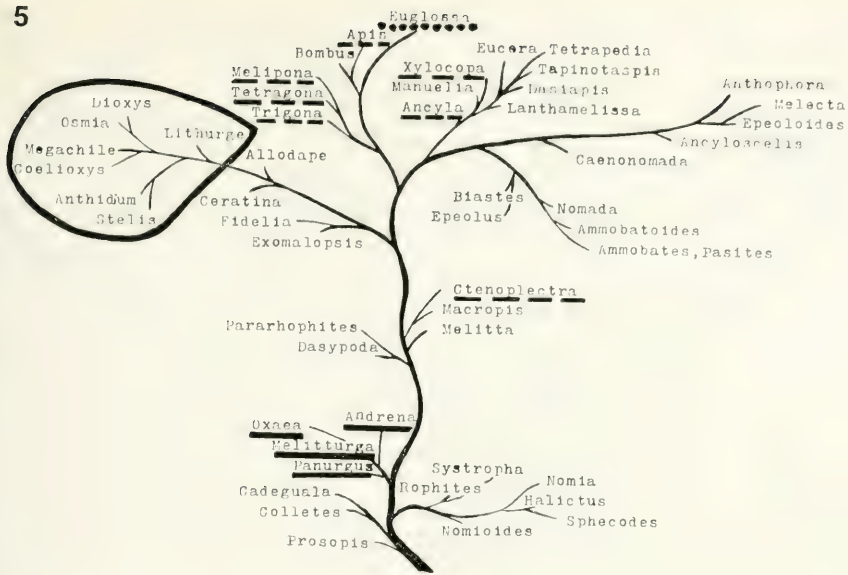 5
Euglossa
Apis
Bombus
Eucera Tetrapedia
Melipona
Xylocopa
Tapinotaspis
Manuelia
Dasiapis
Anthophora
Tetragona
Ancyla
Lanthamelissa
Melecta
Trigona
Epeoloides
Dioxys
Osmia
Lithurge
Ancyloscelis
Megachile
Allodape
Caenonomada
Coelioxys
Anthidium
Ceratina
Biastes
Nomada
Stelis
Fidelia
Epeolus
Ammobatoides
Exomalopsis
Ammobates, Pasites
Ctenoplectra
Macropis
Pararhophites
Melitta
Dasypoda
Andrena
Oxaea
Melitturga
Panurgus
Systropha
Nomia
Cadeguala
Rophites
Halictus
Colletes
Sphecodes
Nomioides
Prosopis